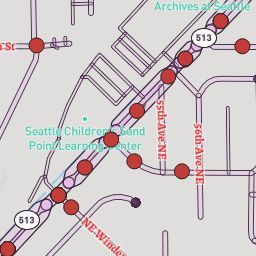 Archives at Seattle
513
St
55th Ave NE
56th Ave NE
Seattle Children's Sand
Point Learning Center
513
NE Winder